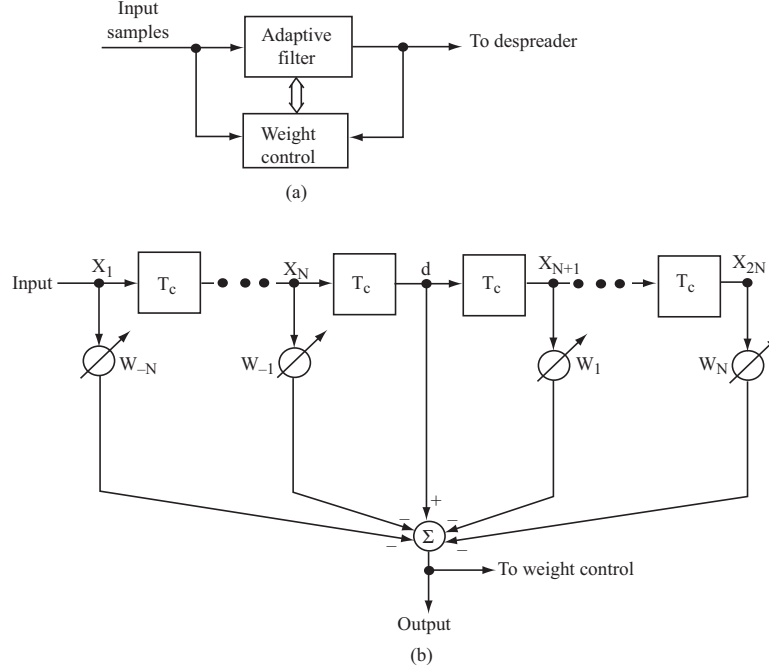 Input
samples
Adaptive
filter
To despreader
Weight
control
(a)
Input
X1
Tc
XN
Tc
d
Tc
XN+1
Tc
X2N
W–N
W–1
W1
WN
+
–
–
–
–
Σ
To weight control
Output
(b)